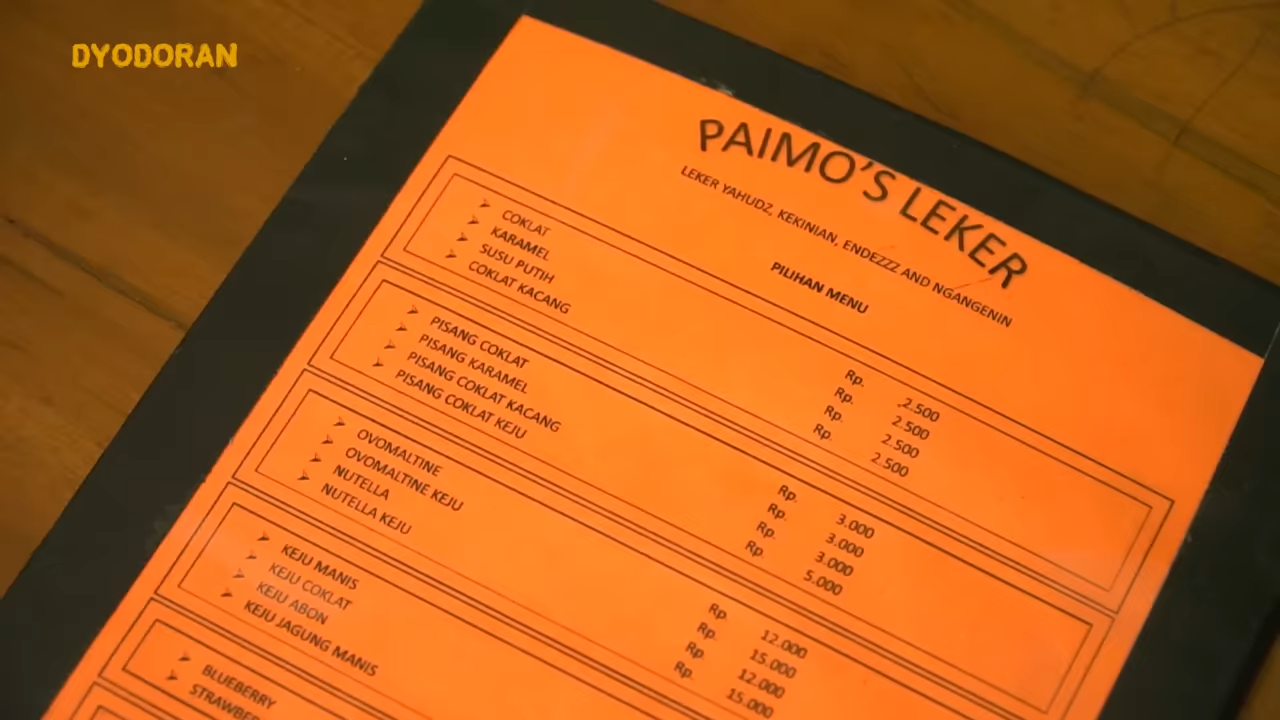 DYODORAN
PAIMO'S LEKER
LEKER YAHUDZ, KEKINIAN, ENDEZZZ AND NGANGENIN
PILIHAN MENU
➤ COKLAT Rp. 2.500
➤ KARAMEL Rp. 2.500
➤ SUSU PUTIH Rp. 2.500
➤ COKLAT KACANG Rp. 2.500
➤ PISANG COKLAT Rp. 3.000
➤ PISANG KARAMEL Rp. 3.000
➤ PISANG COKLAT KACANG Rp. 3.000
➤ PISANG COKLAT KEJU Rp. 5.000
➤ OVOMALTINE Rp. 12.000
➤ OVOMALTINE KEJU Rp. 15.000
➤ NUTELLA Rp. 12.000
➤ NUTELLA KEJU Rp. 15.000
➤ KEJU MANIS
➤ KEJU COKLAT
➤ KEJU ABON
➤ KEJU JAGUNG MANIS
➤ BLUEBERRY